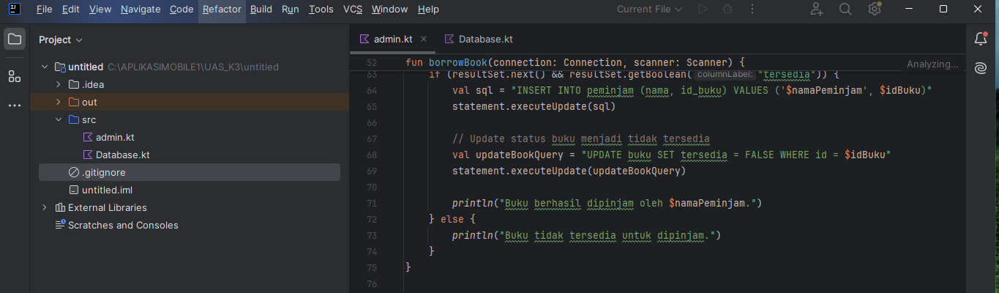 File Edit View Navigate Code Refactor Build Run Tools VCS Window Help Current File
Project
untitled C:\APLIKASIMOBILE1\UAS_K3\untitled
.idea
out
src
admin.kt
Database.kt
.gitignore
untitled.iml
External Libraries
Scratches and Consoles
admin.kt Database.kt
Analyzing...
52 fun borrowBook(connection: Connection, scanner: Scanner) {
63 if (resultSet.next() && resultSet.getBoolean( columnLabel: "tersedia")) {
64 val sql = "INSERT INTO peminjam (nama, id_buku) VALUES ('$namaPeminjam', $idBuku)"
65 statement.executeUpdate(sql)
66
67 // Update status buku menjadi tidak tersedia
68 val updateBookQuery = "UPDATE buku SET tersedia = FALSE WHERE id = $idBuku"
69 statement.executeUpdate(updateBookQuery)
70
71 println("Buku berhasil dipinjam oleh $namaPeminjam.")
72 } else {
73 println("Buku tidak tersedia untuk dipinjam.")
74 }
75 }
76